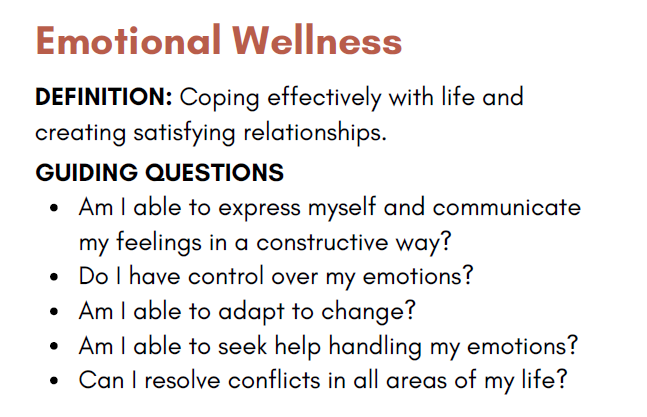 Emotional Wellness
DEFINITION: Coping effectively with life and
creating satisfying relationships.
GUIDING QUESTIONS
• Am I able to express myself and communicate
my feelings in a constructive way?
• Do I have control over my emotions?
• Am I able to adapt to change?
• Am I able to seek help handling my emotions?
• Can I resolve conflicts in all areas of my life?